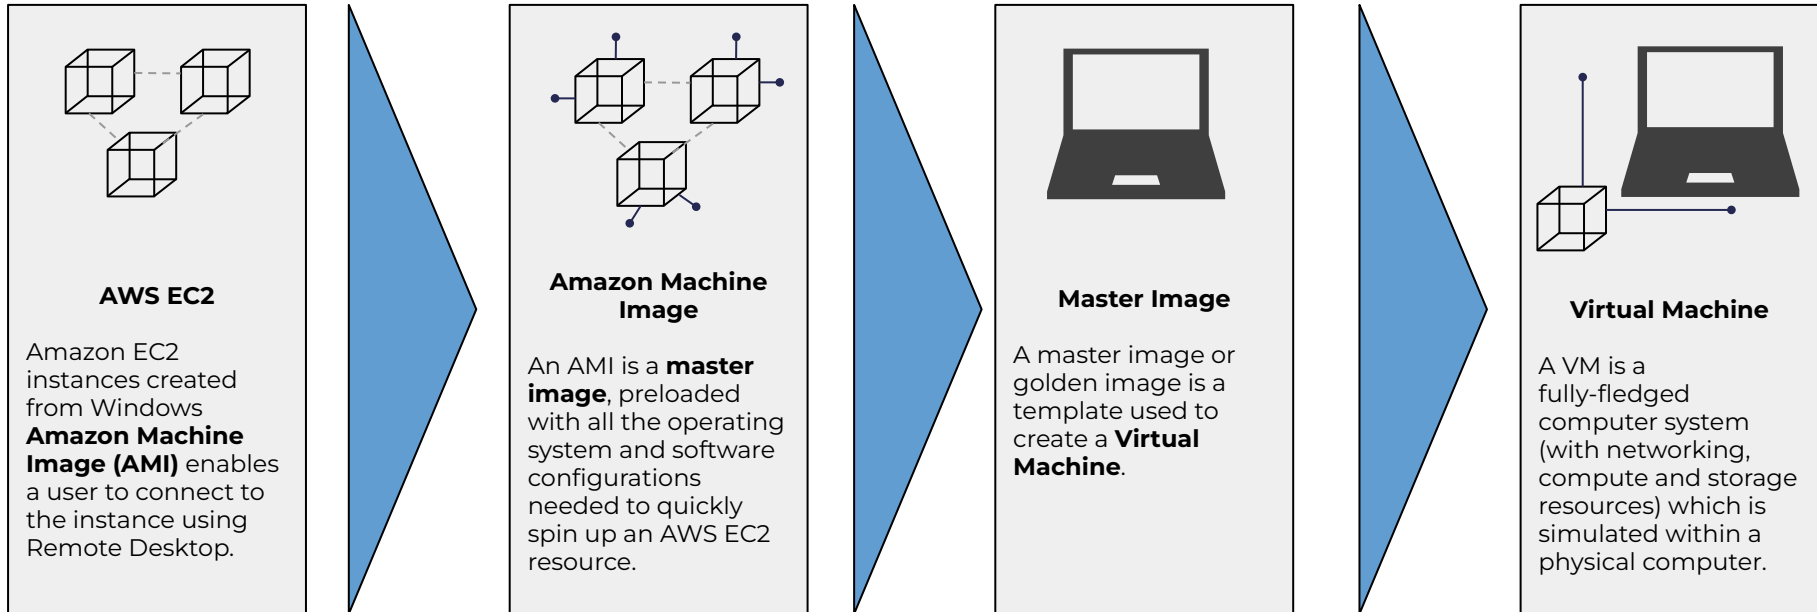 AWS EC2
Amazon EC2
instances created
from Windows
Amazon Machine
Image (AMI) enables
a user to connect to
the instance using
Remote Desktop.
Amazon Machine
Image
An AMI is a master
image, preloaded
with all the operating
system and software
configurations
needed to quickly
spin up an AWS EC2
resource.
Master Image
A master image or
golden image is a
template used to
create a Virtual
Machine.
Virtual Machine
A VM is a
fully-fledged
computer system
(with networking,
compute and storage
resources) which is
simulated within a
physical computer.